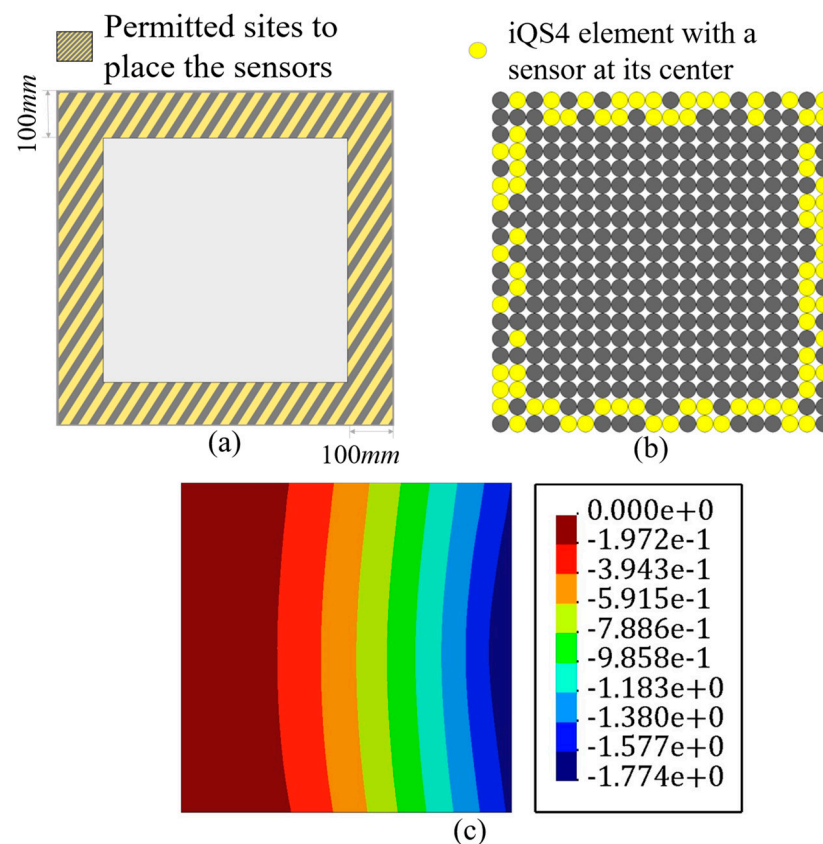 Permitted sites to
place the sensors
iQS4 element with a
sensor at its center
100mm
(a)
100mm
(b)
0.000e+0
-1.972e-1
-3.943e-1
-5.915e-1
-7.886e-1
-9.858e-1
-1.183e+0
-1.380e+0
-1.577e+0
-1.774e+0
(c)